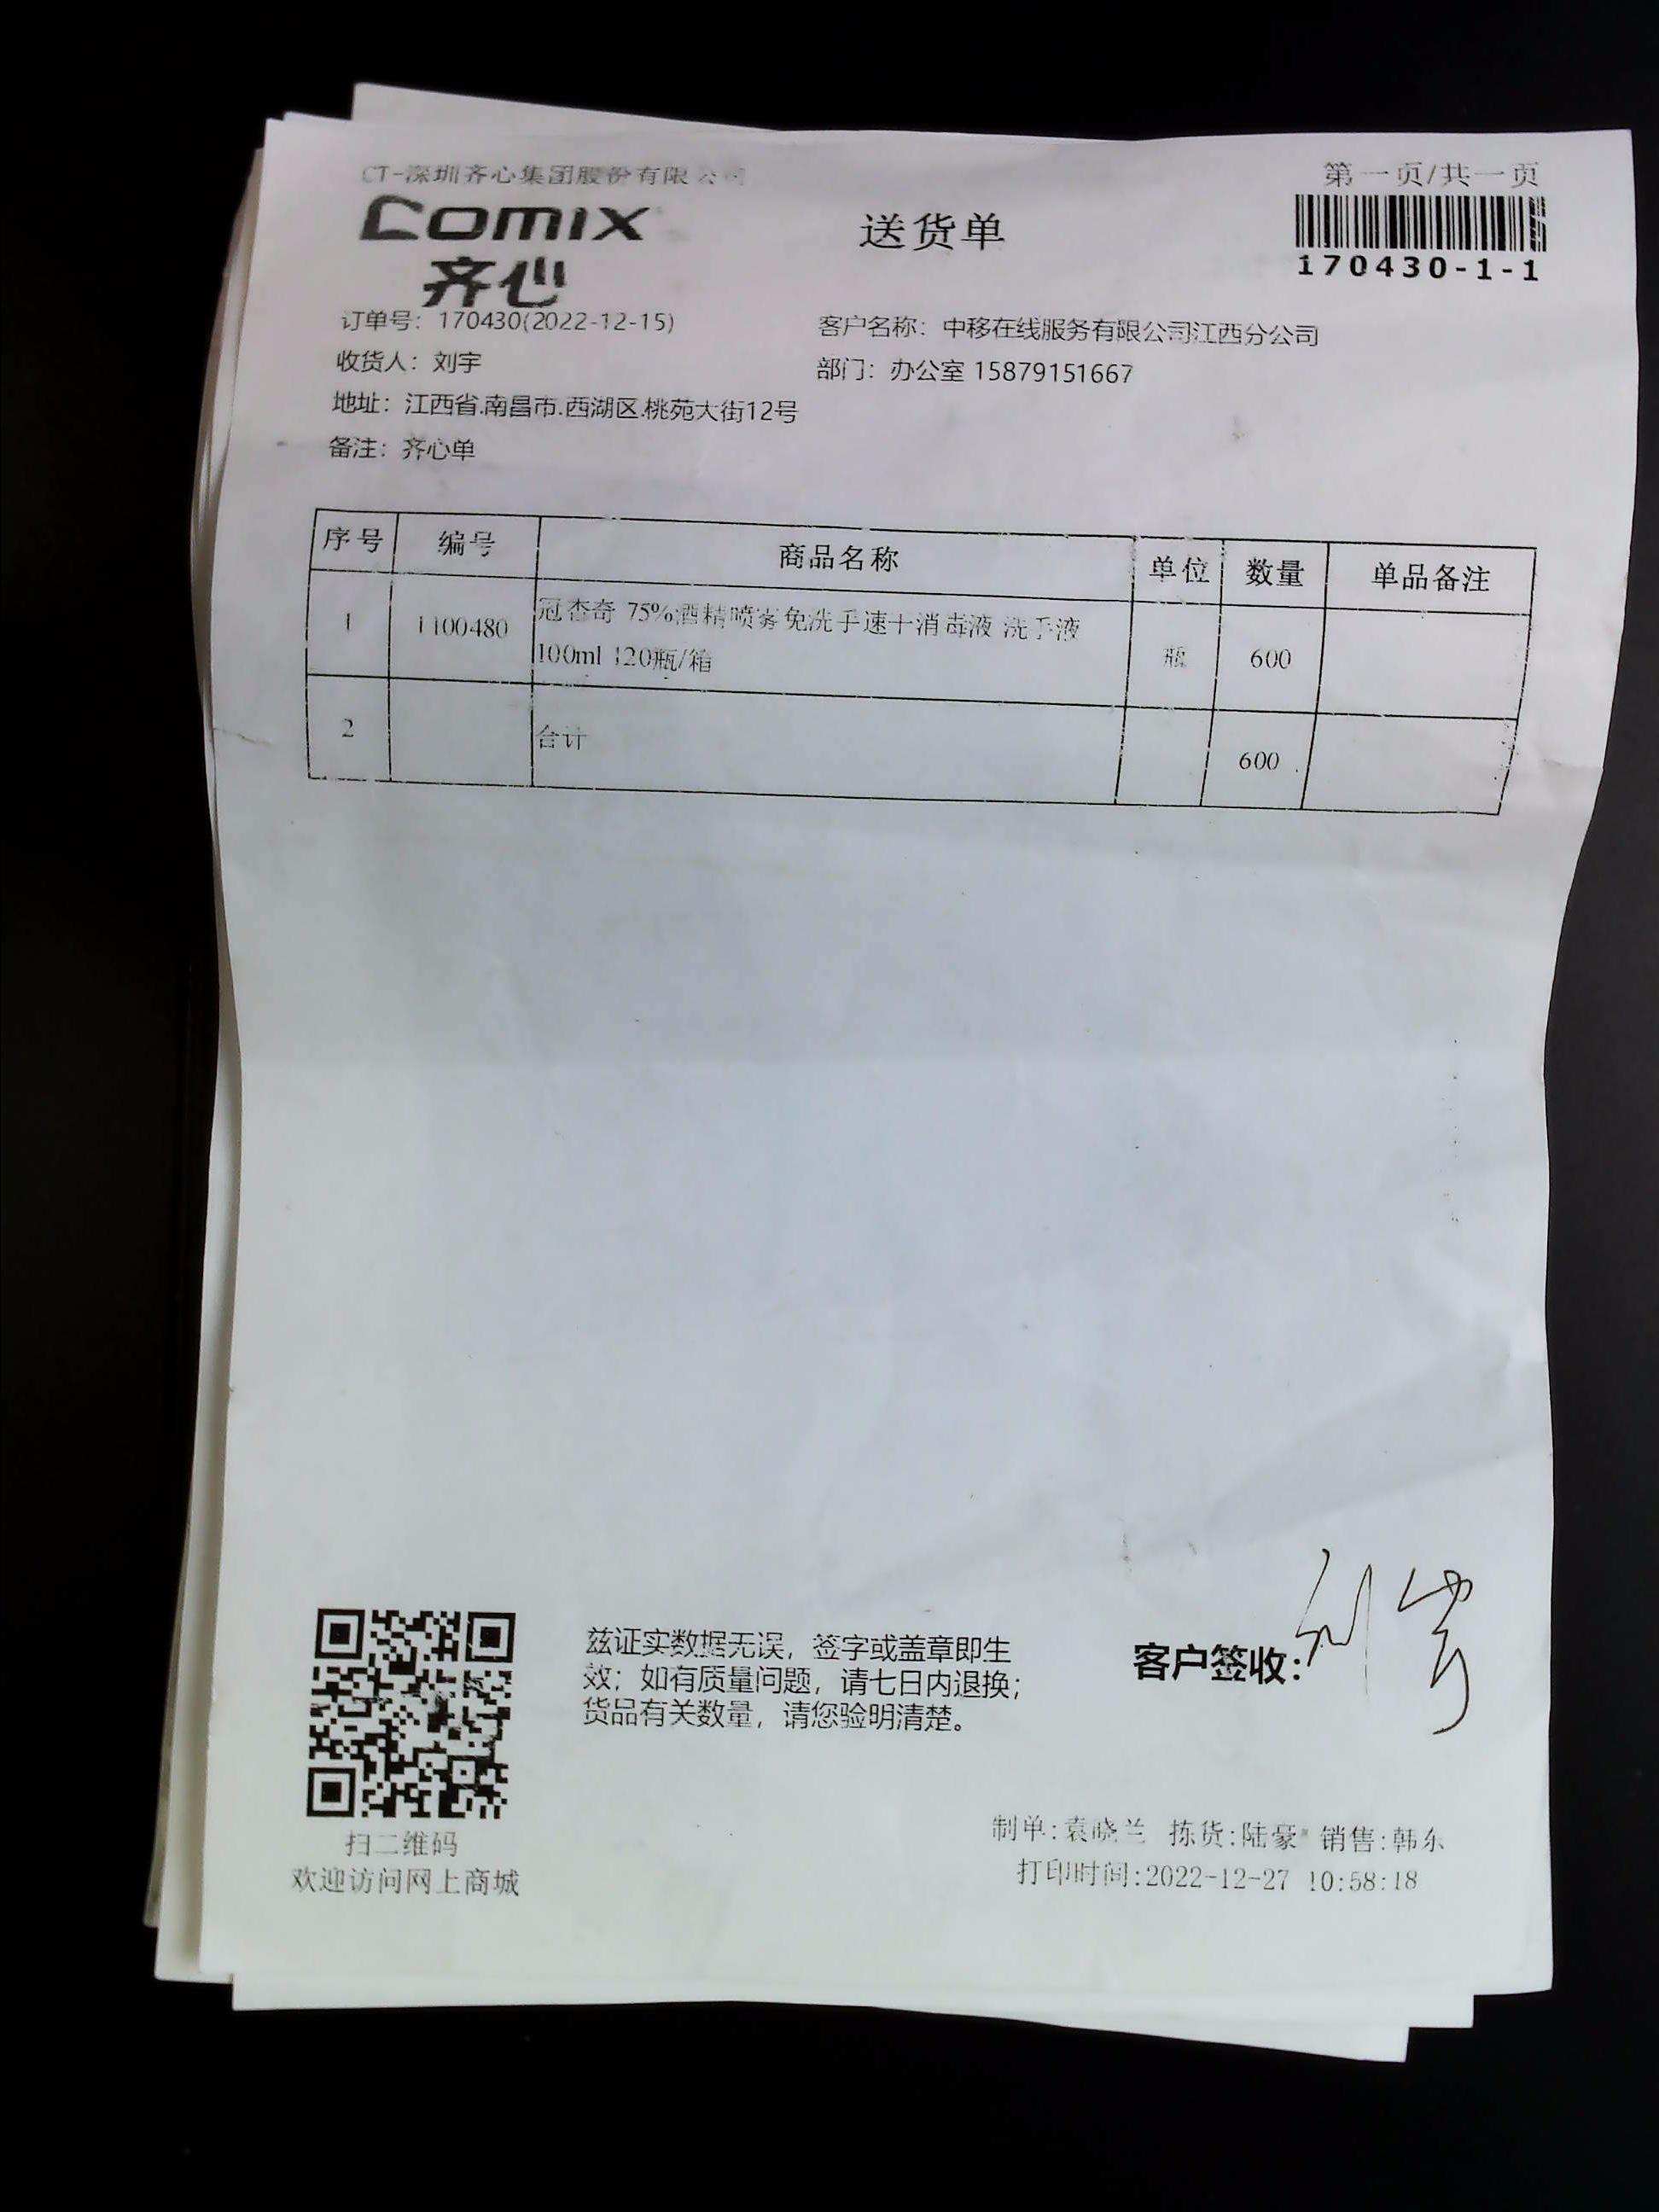 CT-深圳齐心集团股份有限公司
第一页/共一页
comix
齐心
送货单
170430-1-1
订单号：170430(2022-12-15)
客户名称：中移在线服务有限公司江西分公司
收货人：刘宇
部门：办公室 15879151667
地址：江西省.南昌市.西湖区.桃苑大街12号
备注：齐心单
序号 编号 商品名称 单位 数量 单品备注
1 1100480 冠杏奇 75%酒精喷雾免洗手速干消毒液 洗手液 瓶 600
100ml 120瓶/箱
2 合计 600
兹证实数据无误，签字或盖章即生
效；如有质量问题，请七日内退换；
货品有关数量，请您验明清楚。
客户签收：刘宇
扫二维码
欢迎访问网上商城
制单:袁晓兰 拣货:陆豪 销售:韩东
打印时间:2022-12-27 10:58:18